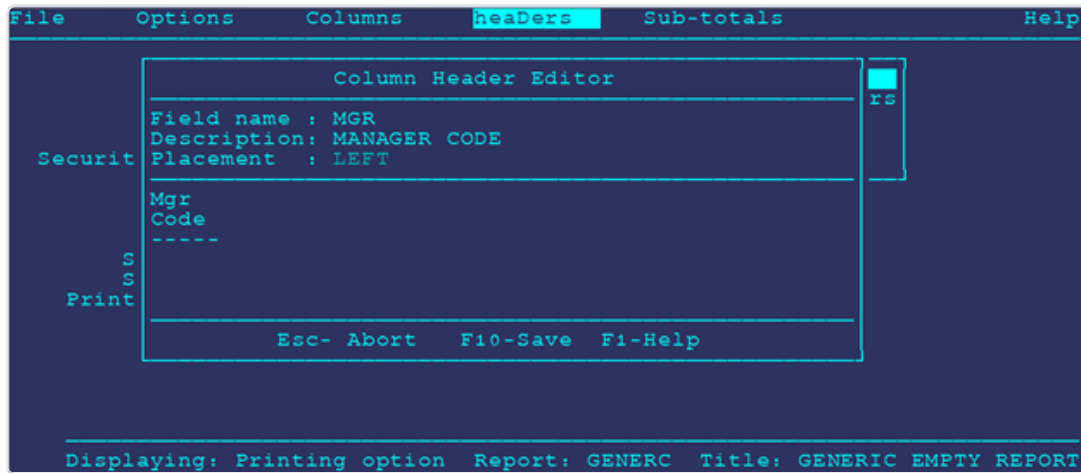 File Options Columns heaDers Sub-totals Help
Column Header Editor
rs
Field name : MGR
Description: MANAGER CODE
Securit Placement : LEFT
Mgr
Code
-----
S
S
Print
Esc- Abort F10-Save F1-Help
Displaying: Printing option Report: GENERC Title: GENERIC EMPTY REPORT